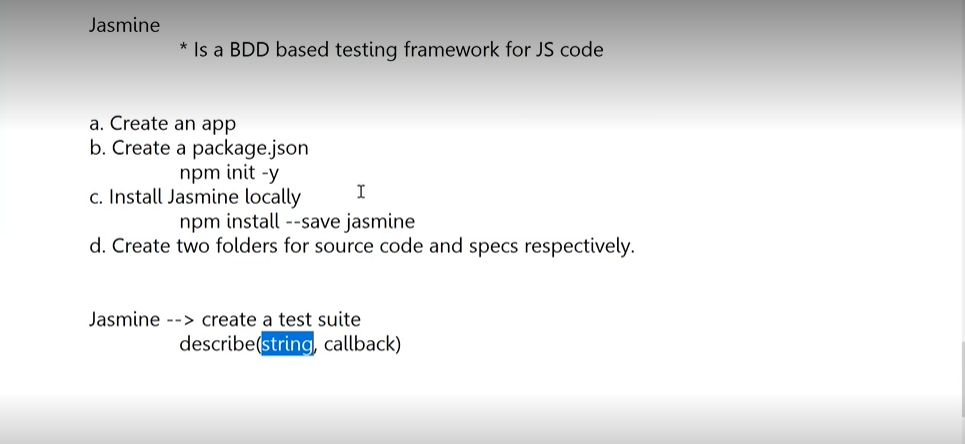 Jasmine
* Is a BDD based testing framework for JS code
a. Create an app
b. Create a package.json
npm init -y
c. Install Jasmine locally
npm install --save jasmine
d. Create two folders for source code and specs respectively.
Jasmine --> create a test suite
describe(string, callback)